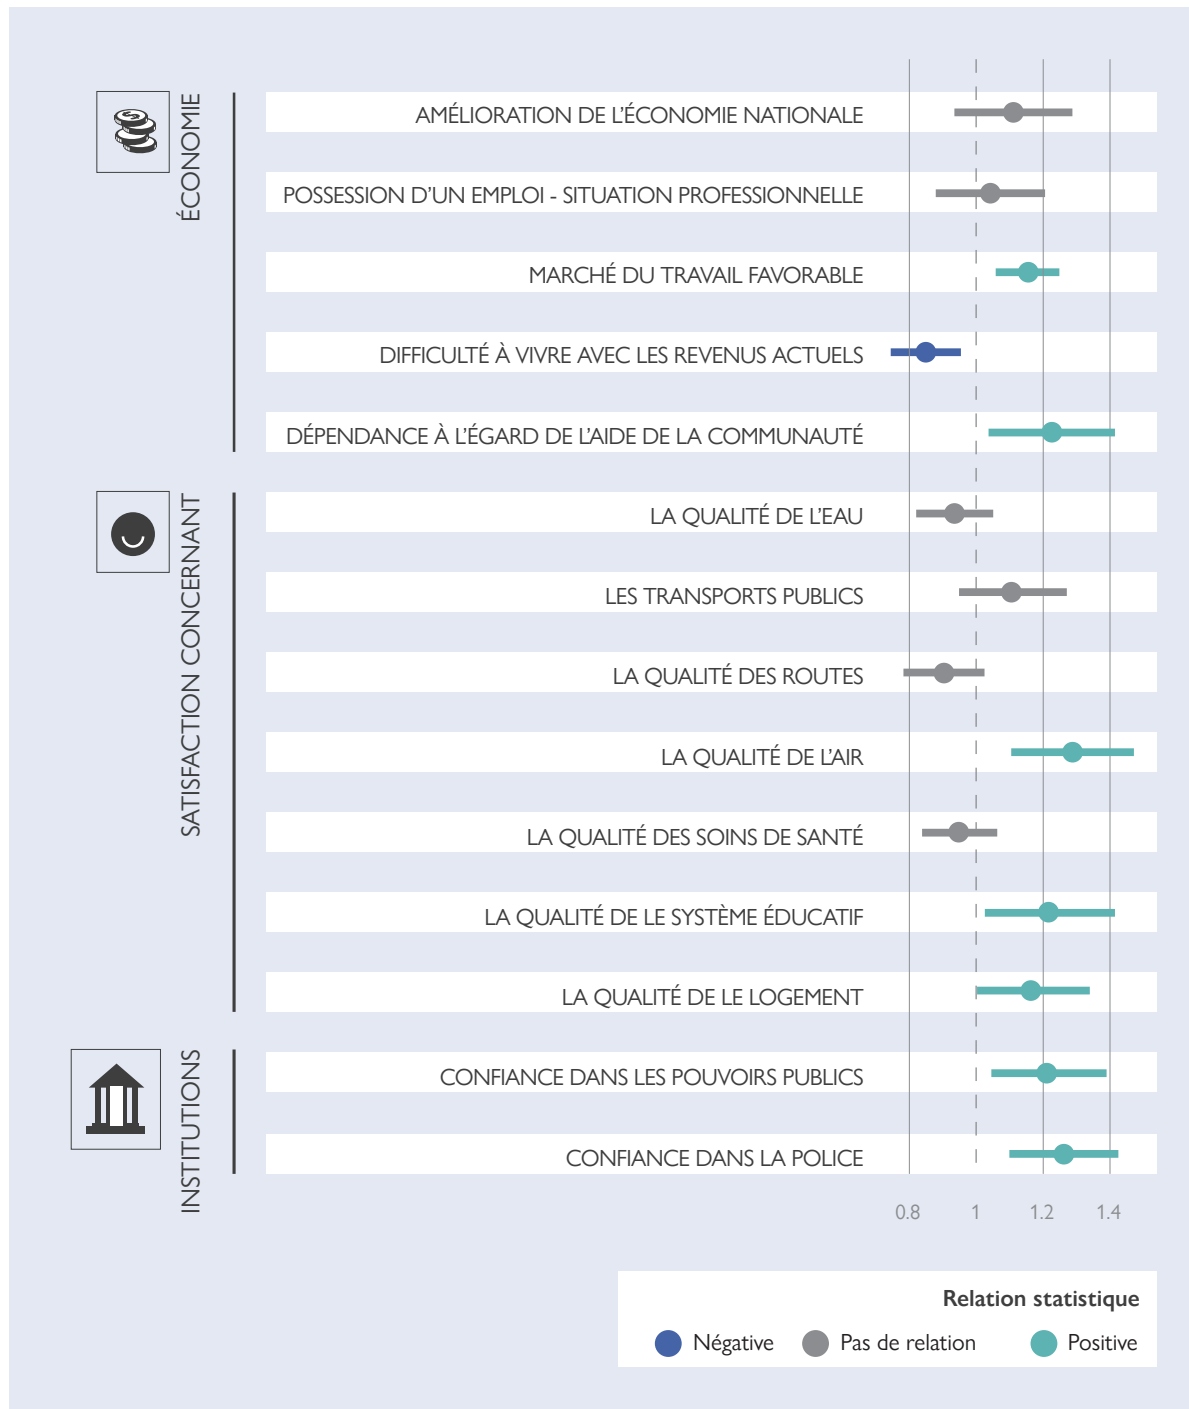 ÉCONOMIE
AMÉLIORATION DE L'ÉCONOMIE NATIONALE
POSSESSION D'UN EMPLOI - SITUATION PROFESSIONNELLE
MARCHÉ DU TRAVAIL FAVORABLE
DIFFICULTÉ À VIVRE AVEC LES REVENUS ACTUELS
DÉPENDANCE À L'ÉGARD DE L'AIDE DE LA COMMUNAUTÉ
SATISFACTION CONCERNANT
LA QUALITÉ DE L'EAU
LES TRANSPORTS PUBLICS
LA QUALITÉ DES ROUTES
LA QUALITÉ DE L'AIR
LA QUALITÉ DES SOINS DE SANTÉ
LA QUALITÉ DE LE SYSTÈME ÉDUCATIF
LA QUALITÉ DE LE LOGEMENT
INSTITUTIONS
CONFIANCE DANS LES POUVOIRS PUBLICS
CONFIANCE DANS LA POLICE
0.8 1 1.2 1.4
Relation statistique
Négative Pas de relation Positive